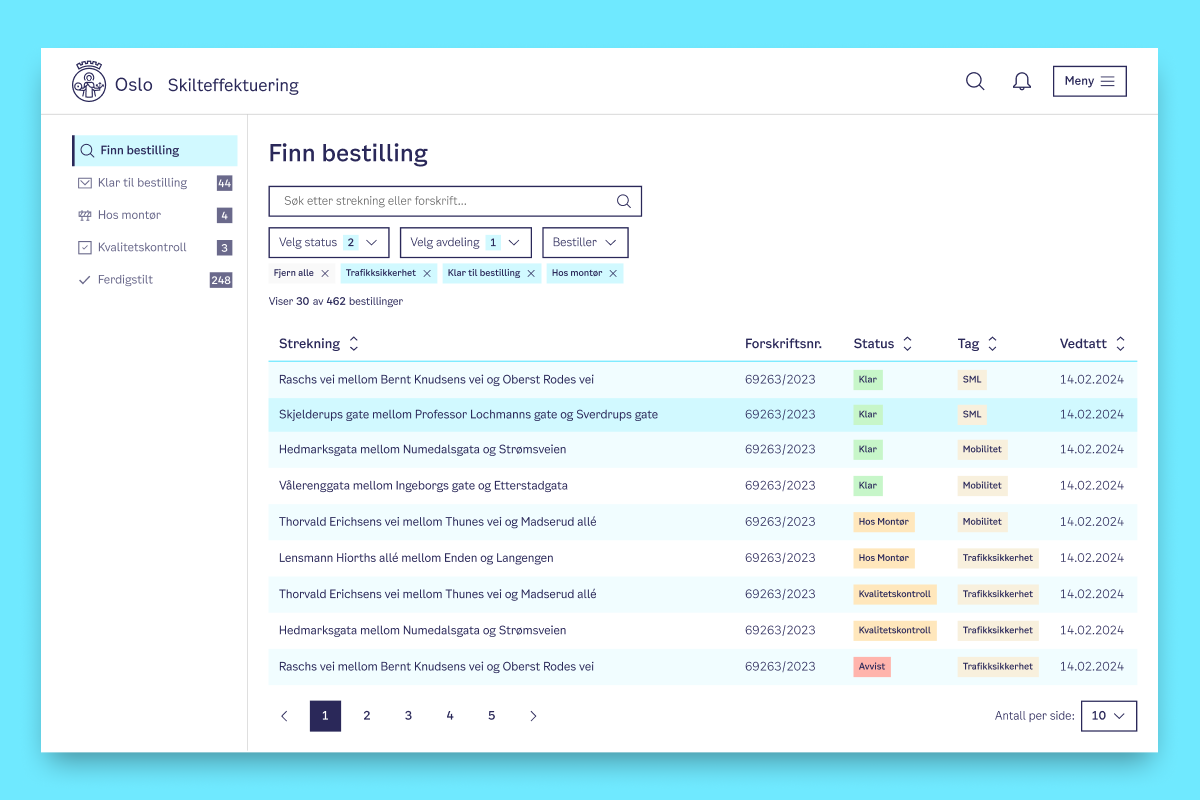 Oslo Skilteffektuering
Meny
Finn bestilling
Klar til bestilling 44
Hos montør 4
Kvalitetskontroll 3
Ferdigstilt 248
Finn bestilling
Søk etter strekning eller forskrift...
Velg status 2 Velg avdeling 1 Bestiller
Fjern alle Trafikksikkerhet Klar til bestilling Hos montør
Viser 30 av 462 bestillinger
Strekning Forskriftsnr. Status Tag Vedtatt
Raschs vei mellom Bernt Knudsens vei og Oberst Rodes vei 69263/2023 Klar SML 14.02.2024
Skjelderups gate mellom Professor Lochmanns gate og Sverdrups gate 69263/2023 Klar SML 14.02.2024
Hedmarksgata mellom Numedalsgata og Strømsveien 69263/2023 Klar Mobilitet 14.02.2024
Vålerenggata mellom Ingeborgs gate og Etterstadgata 69263/2023 Klar Mobilitet 14.02.2024
Thorvald Erichsens vei mellom Thunes vei og Madserud allé 69263/2023 Hos Montør Mobilitet 14.02.2024
Lensmann Hiorths allé mellom Enden og Langengen 69263/2023 Hos Montør Trafikksikkerhet 14.02.2024
Thorvald Erichsens vei mellom Thunes vei og Madserud allé 69263/2023 Kvalitetskontroll Trafikksikkerhet 14.02.2024
Hedmarksgata mellom Numedalsgata og Strømsveien 69263/2023 Kvalitetskontroll Trafikksikkerhet 14.02.2024
Raschs vei mellom Bernt Knudsens vei og Oberst Rodes vei 69263/2023 Avvist Trafikksikkerhet 14.02.2024
1 2 3 4 5 Antall per side: 10